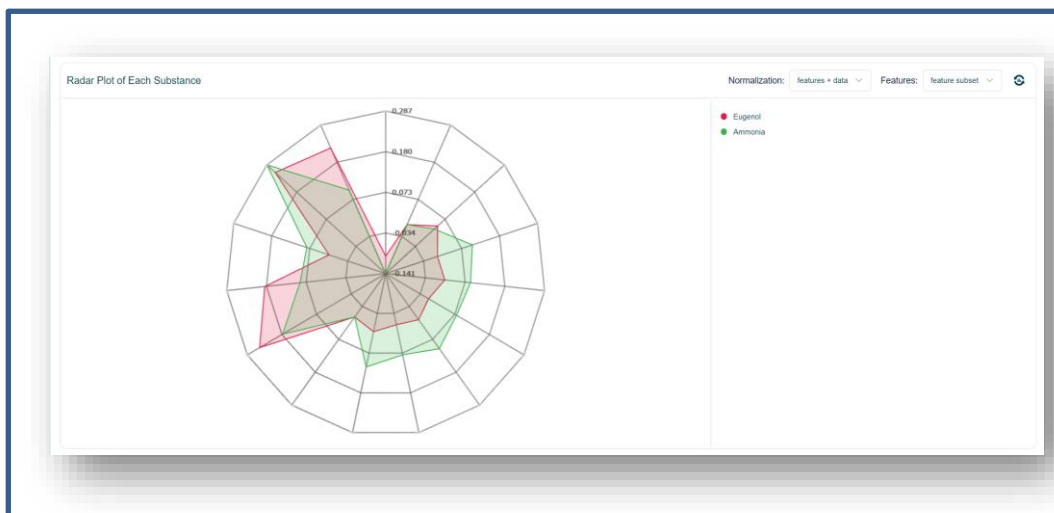 Radar Plot of Each Substance
Normalization: features + data Features: feature subset
0.287
0.180
0.073
0.034
0.141
Eugenol
Ammonia